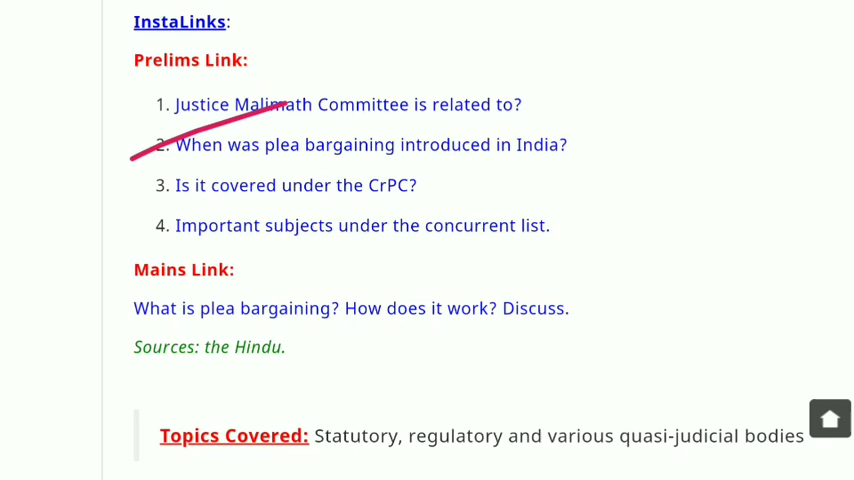 InstaLinks:
Prelims Link:
1. Justice Malimath Committee is related to?
2. When was plea bargaining introduced in India?
3. Is it covered under the CrPC?
4. Important subjects under the concurrent list.
Mains Link:
What is plea bargaining? How does it work? Discuss.
Sources: the Hindu.
Topics Covered: Statutory, regulatory and various quasi-judicial bodies